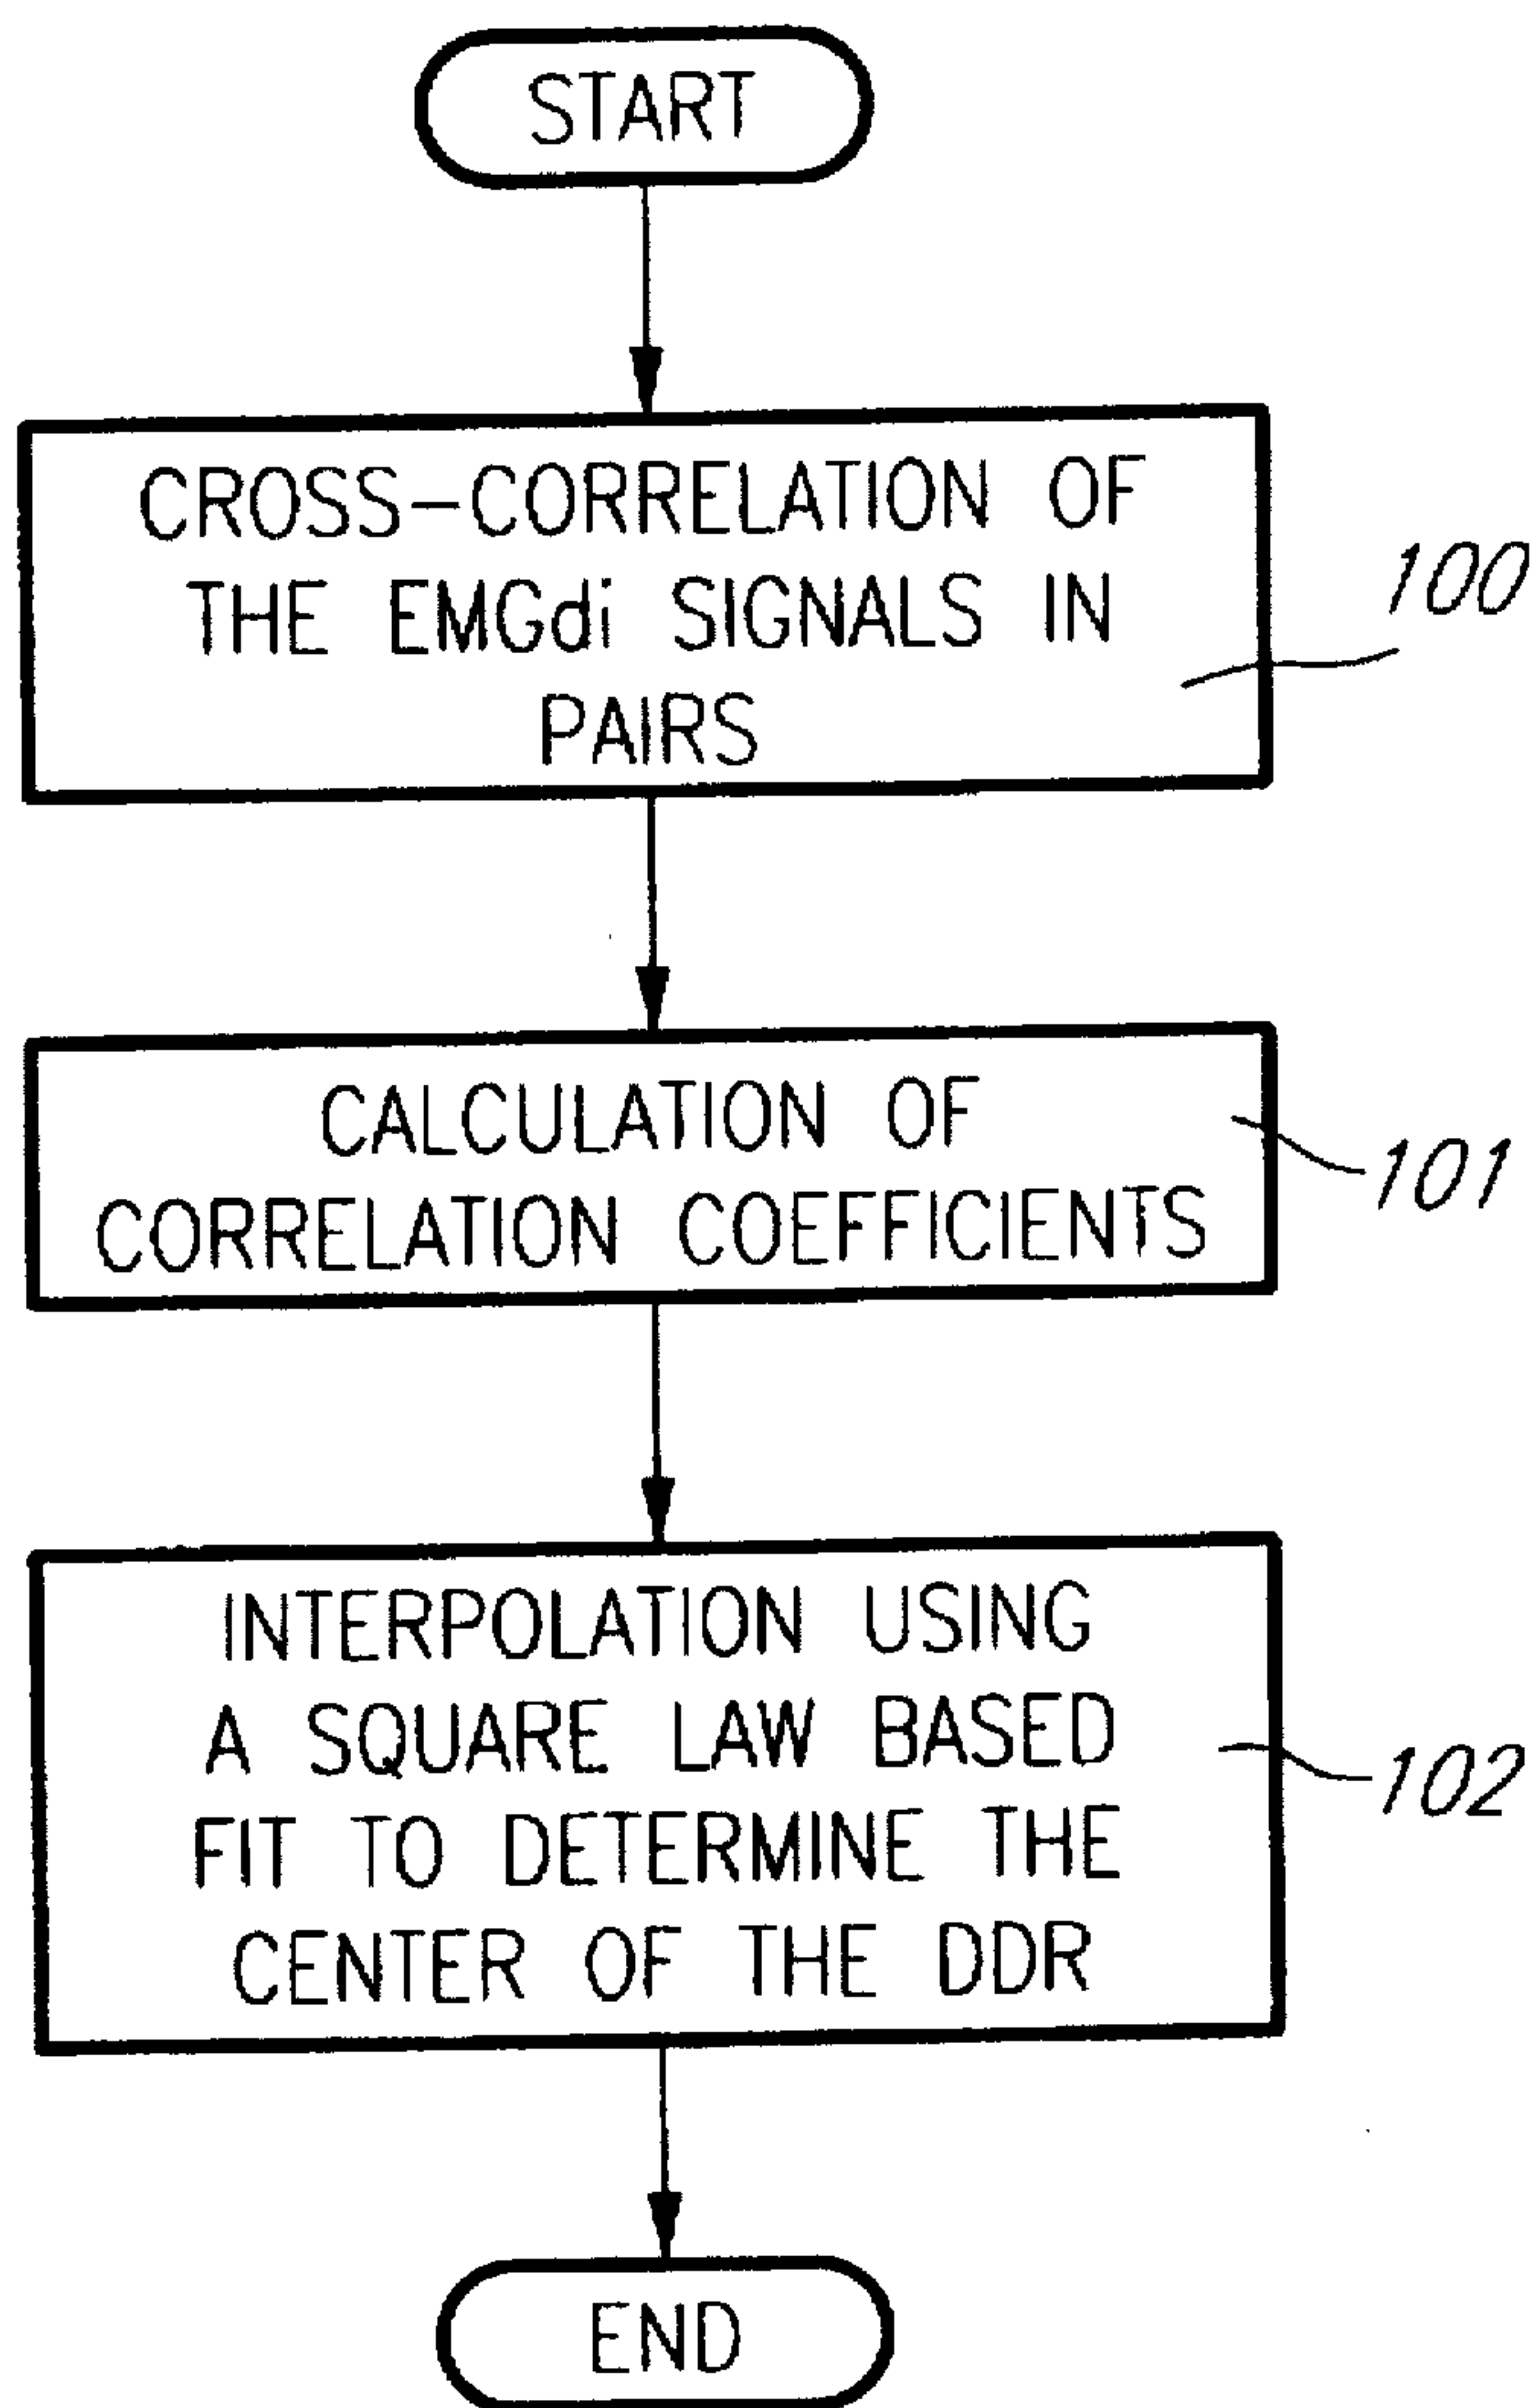 START
CROSS-CORRELATION OF
THE EMGdi SIGNALS IN
PAIRS
100
CALCULATION OF
CORRELATION COEFFICIENTS
101
INTERPOLATION USING
A SQUARE LAW BASED
FIT TO DETERMINE THE
CENTER OF THE DDR
102
END